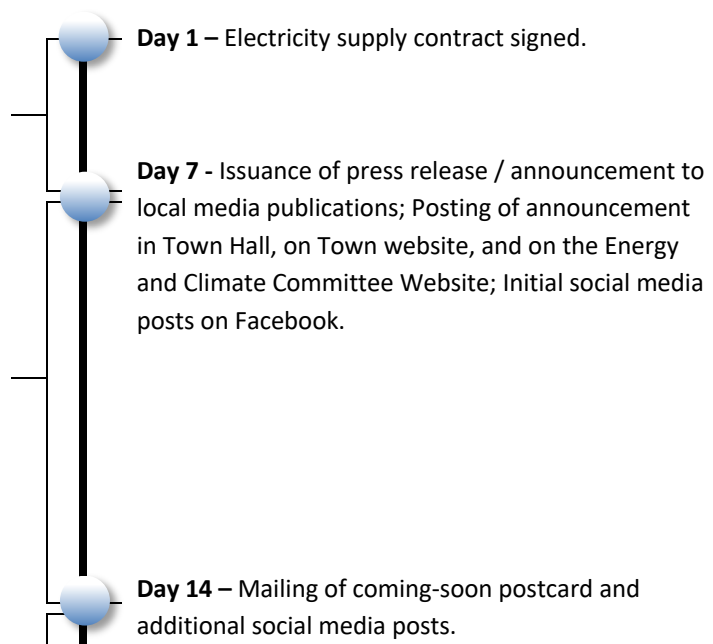 Day 1 – Electricity supply contract signed.
Day 7 - Issuance of press release / announcement to
local media publications; Posting of announcement
in Town Hall, on Town website, and on the Energy
and Climate Committee Website; Initial social media
posts on Facebook.
Day 14 – Mailing of coming-soon postcard and
additional social media posts.